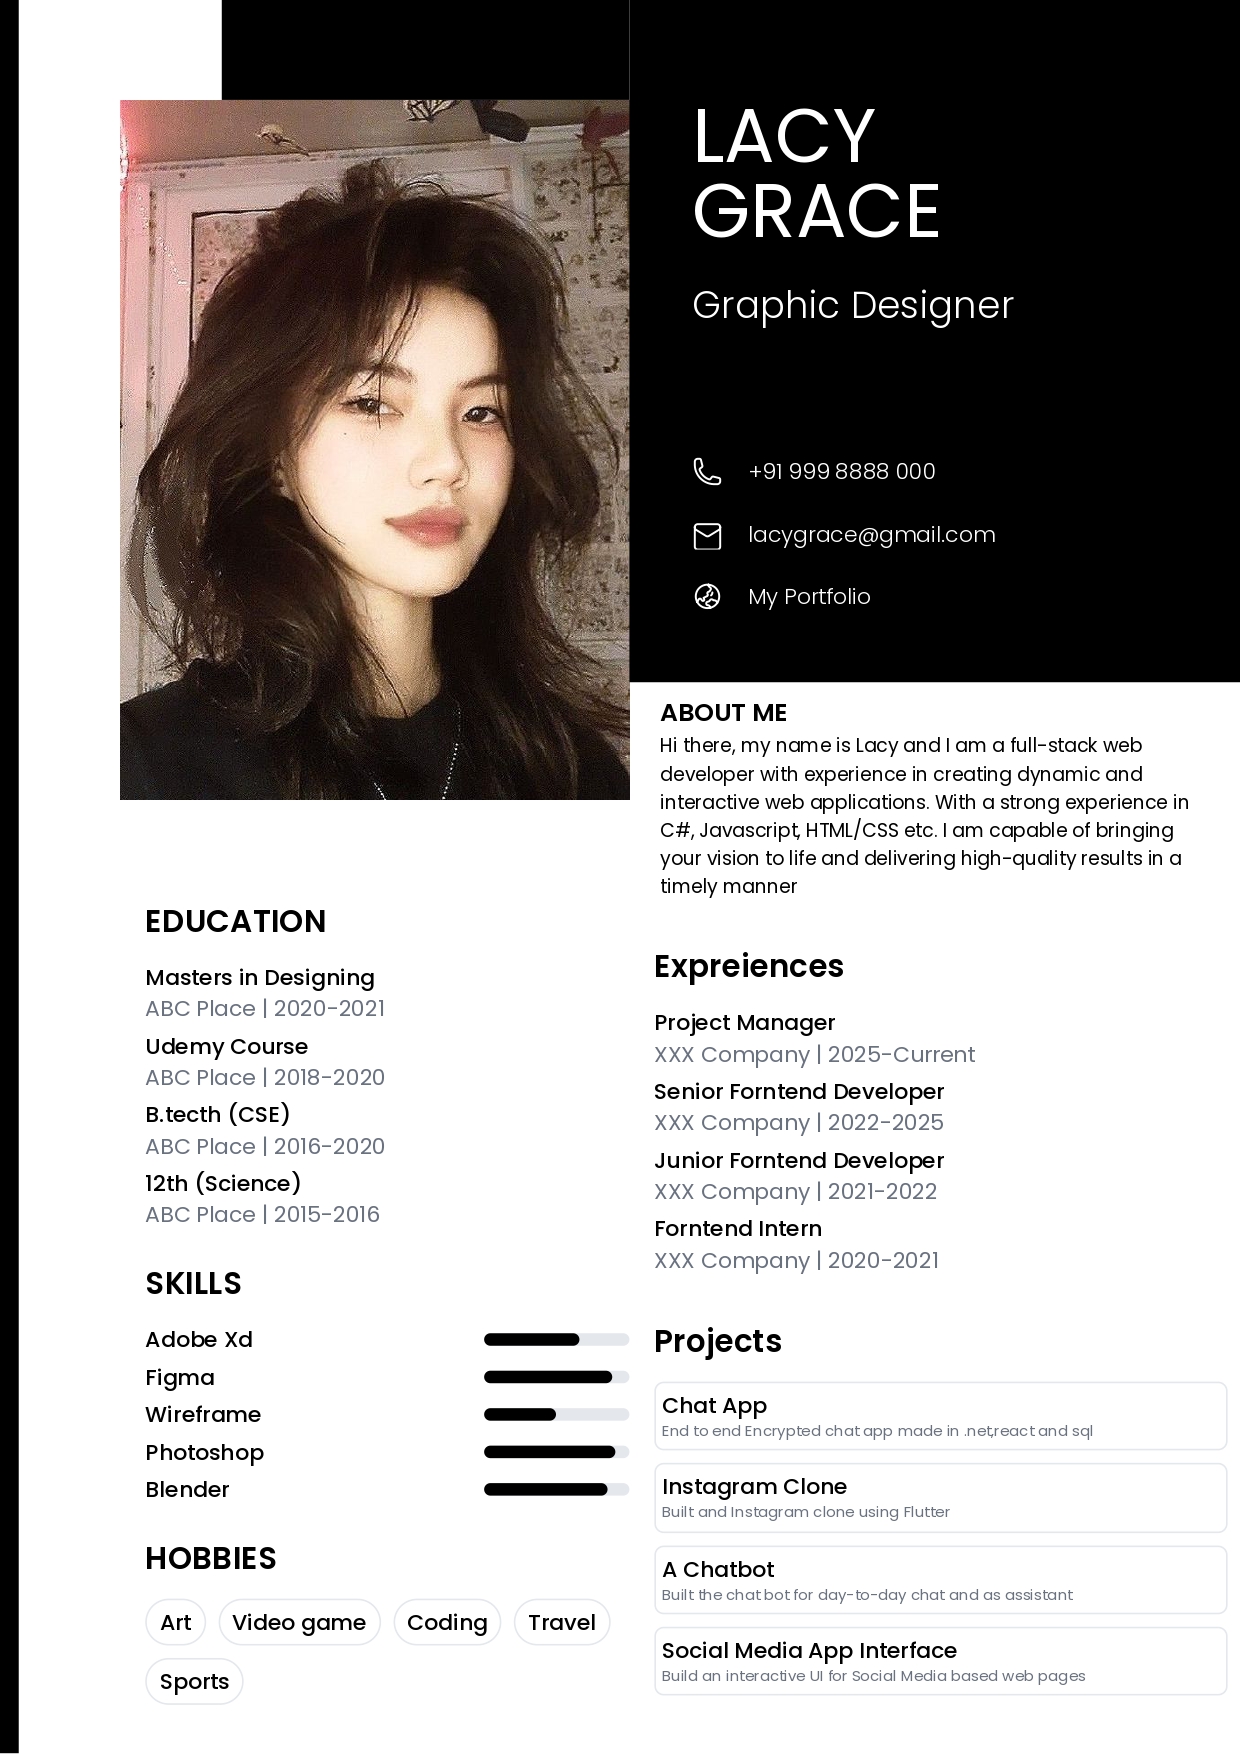 LACY
GRACE
Graphic Designer
+91 999 8888 000
lacygrace@gmail.com
My Portfolio
ABOUT ME
Hi there, my name is Lacy and I am a full-stack web
developer with experience in creating dynamic and
interactive web applications. With a strong experience in
C#, Javascript, HTML/CSS etc. I am capable of bringing
your vision to life and delivering high-quality results in a
timely manner
EDUCATION
Masters in Designing
ABC Place | 2020-2021
Udemy Course
ABC Place | 2018-2020
B.tecth (CSE)
ABC Place | 2016-2020
12th (Science)
ABC Place | 2015-2016
SKILLS
Adobe Xd
Figma
Wireframe
Photoshop
Blender
HOBBIES
Art Video game Coding Travel
Sports
Expreiences
Project Manager
XXX Company | 2025-Current
Senior Forntend Developer
XXX Company | 2022-2025
Junior Forntend Developer
XXX Company | 2021-2022
Forntend Intern
XXX Company | 2020-2021
Projects
Chat App
End to end Encrypted chat app made in .net,react and sql
Instagram Clone
Built and Instagram clone using Flutter
A Chatbot
Built the chat bot for day-to-day chat and as assistant
Social Media App Interface
Build an interactive UI for Social Media based web pages